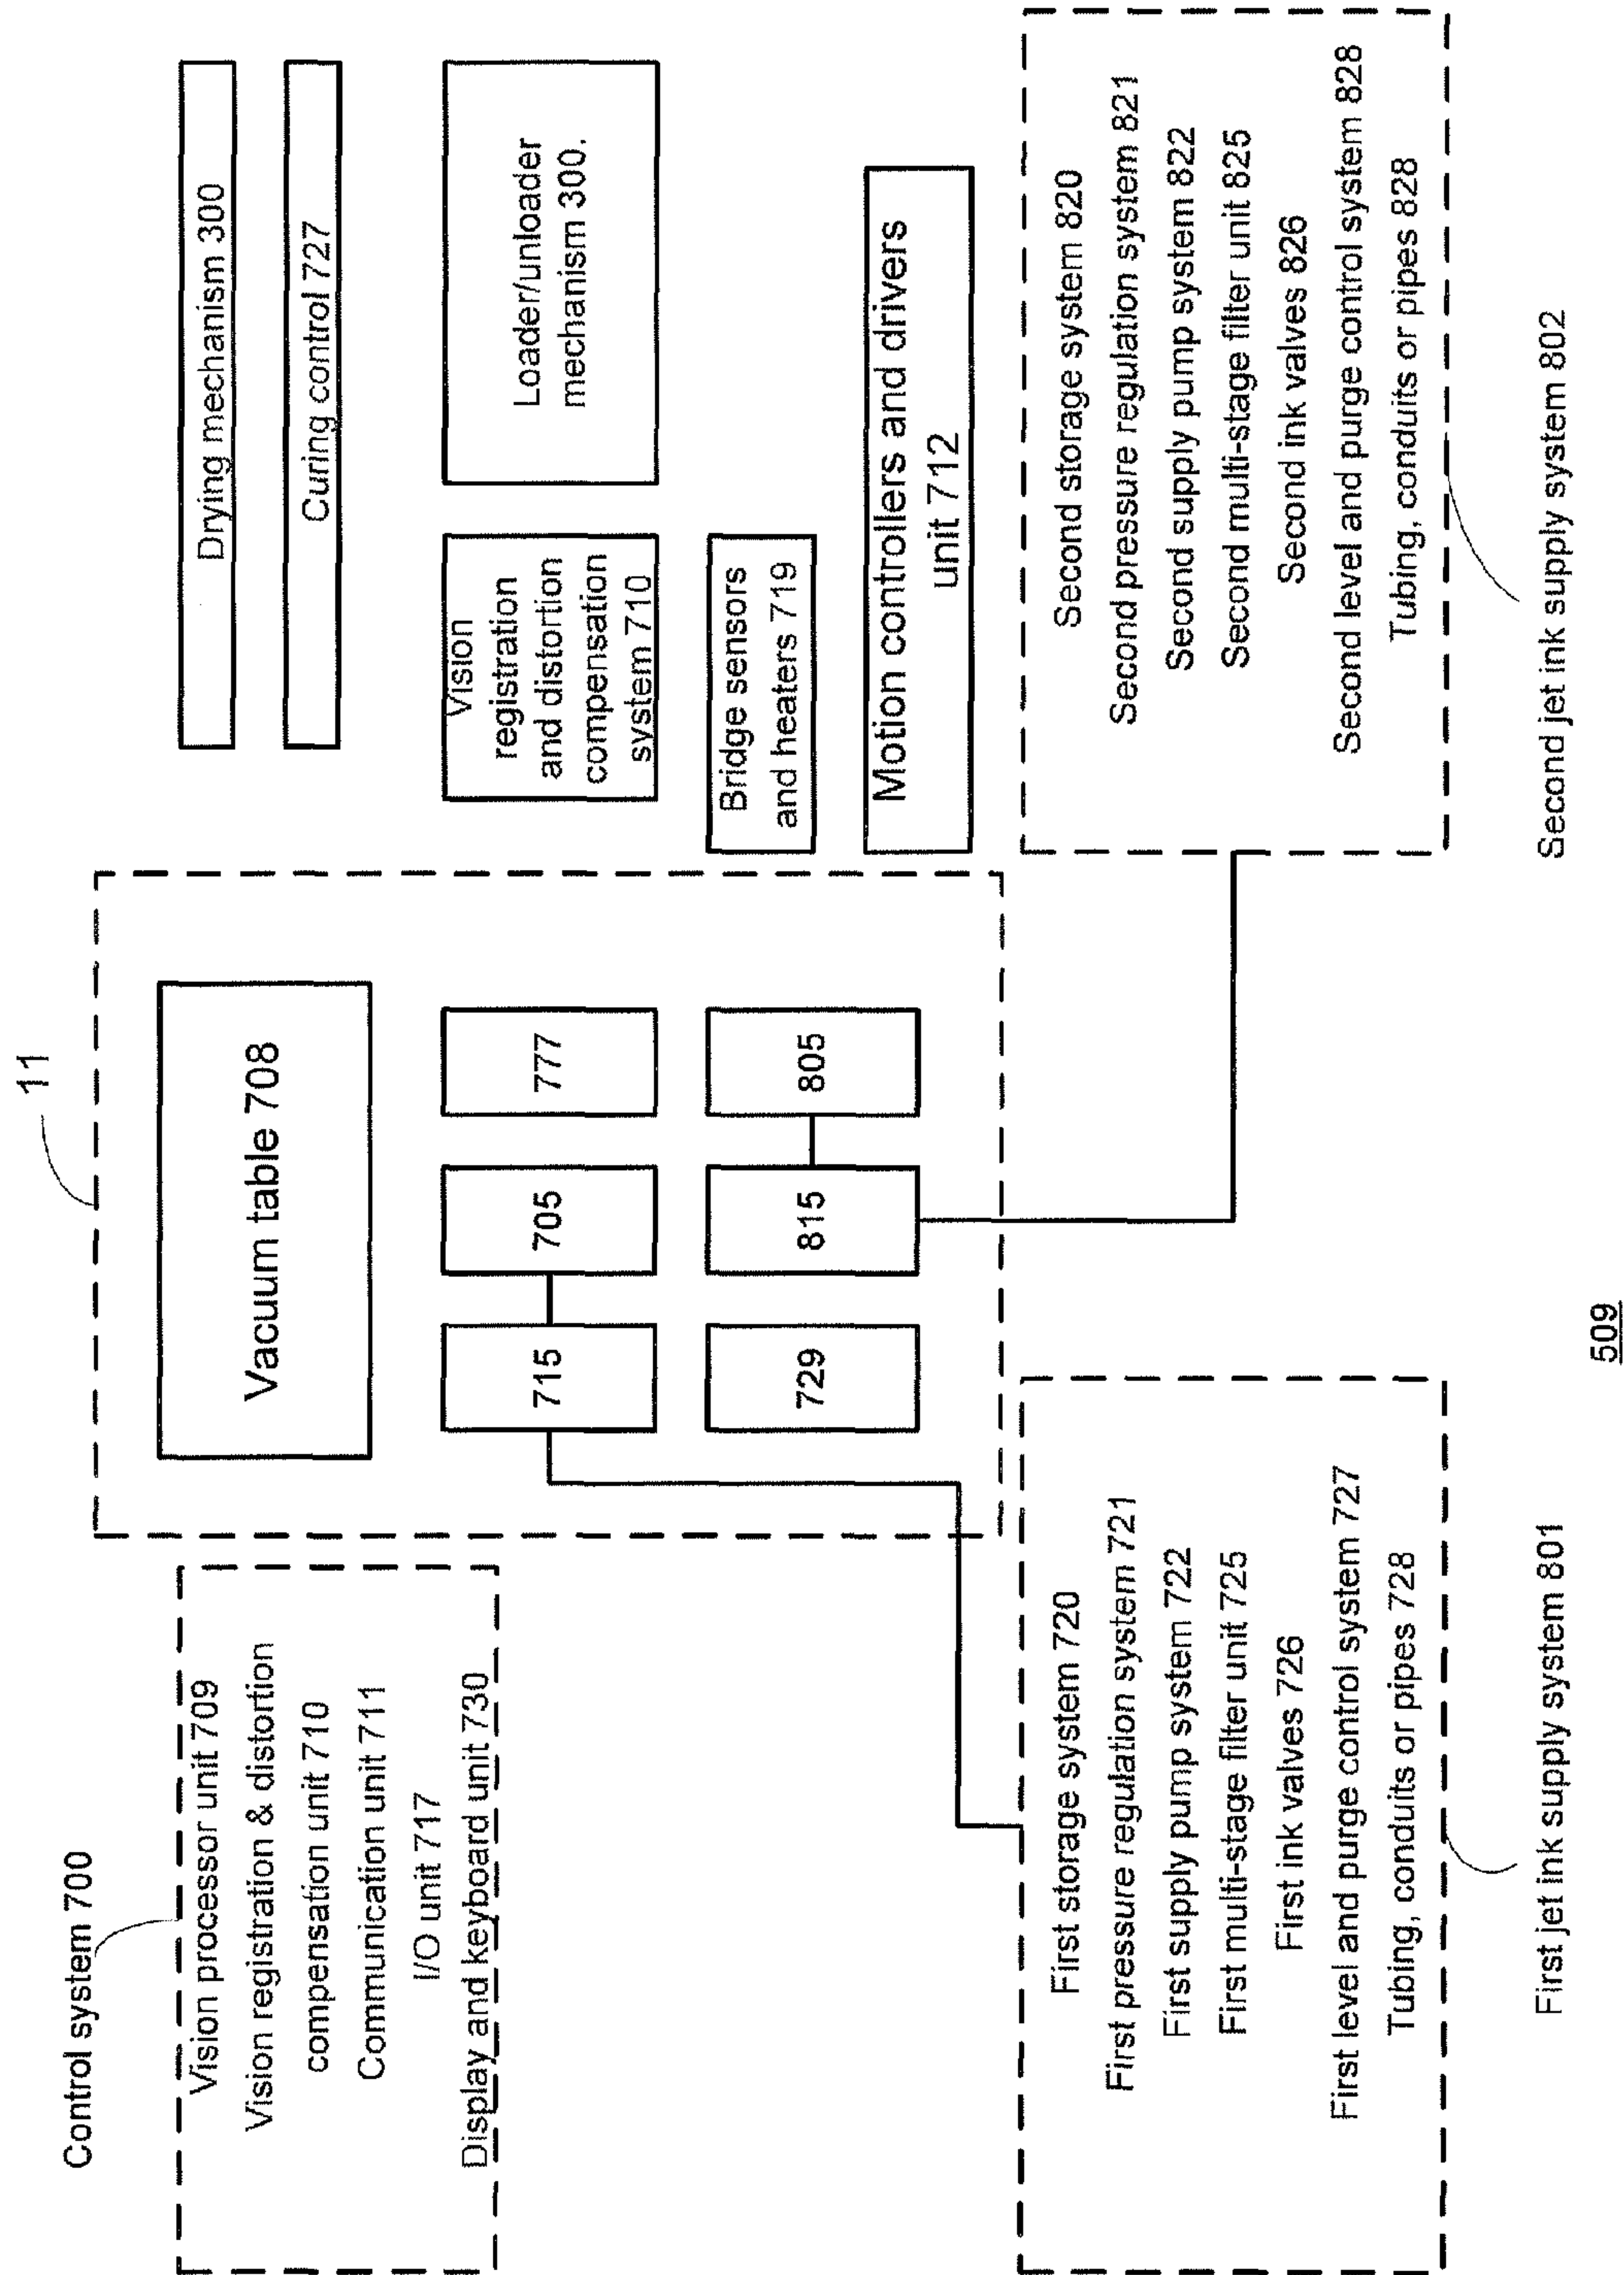 Control system 700
Vision processor unit 709
Vision registration & distortion
compensation unit 710
Communication unit 711
I/O unit 717
Display and keyboard unit 730
11
Vacuum table 708
715
705
777
729
815
805
Drying mechanism 300
Curing control 727
Vision
registration
and distortion
compensation
system 710
Loader/unloader
mechanism 300.
Bridge sensors
and heaters 719
Motion controllers and drivers
unit 712
First storage system 720
First pressure regulation system 721
First supply pump system 722
First multi-stage filter unit 725
First ink valves 726
First level and purge control system 727
Tubing, conduits or pipes 728
First jet ink supply system 801
Second storage system 820
Second pressure regulation system 821
Second supply pump system 822
Second multi-stage filter unit 825
Second ink valves 826
Second level and purge control system 828
Tubing, conduits or pipes 828
Second jet ink supply system 802
509